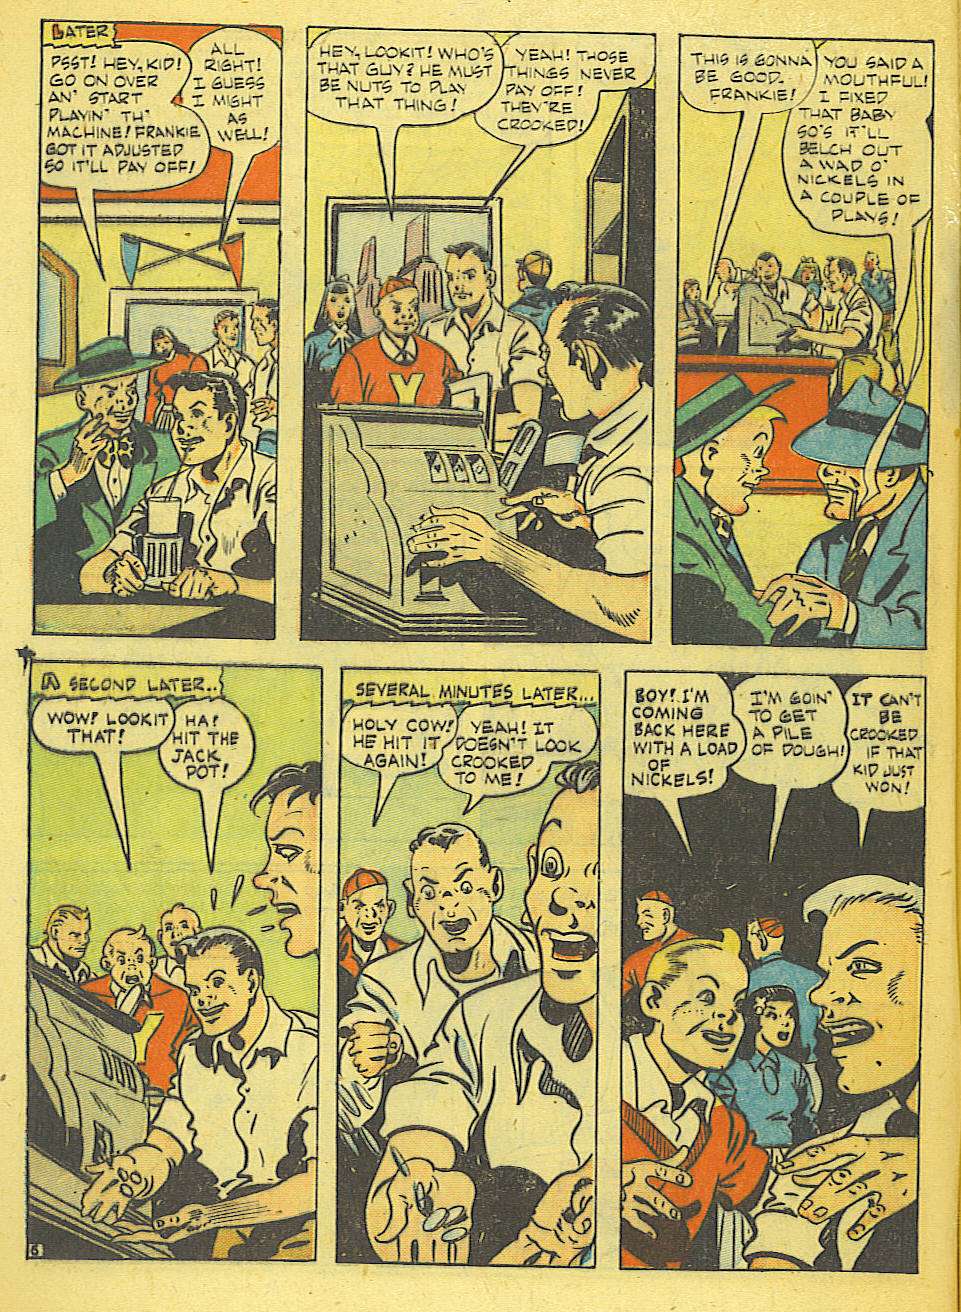 LATER
PSST! HEY, KID!
GO ON OVER
AN' START
PLAYIN' TH'
MACHINE! FRANKIE
GOT IT ADJUSTED
SO IT'LL PAY OFF!
ALL
RIGHT!
I GUESS
I MIGHT
AS
WELL!
HEY, LOOKIT! WHO'S
THAT GUY? HE MUST
BE NUTS TO PLAY
THAT THING!
YEAH! THOSE
THINGS NEVER
PAY OFF!
THEY'RE
CROOKED!
Y
THIS IS GONNA
BE GOOD.
FRANKIE!
YOU SAID A
MOUTHFUL!
I FIXED
THAT BABY
SO'S IT'LL
BELCH OUT
A WAD O'
NICKELS IN
A COUPLE OF
PLAYS!
A SECOND LATER..
WOW! LOOKIT
THAT!
HA!
HIT THE
JACK
POT!
Y
6
SEVERAL MINUTES LATER...
HOLY COW!
HE HIT IT
AGAIN!
YEAH! IT
DOESN'T LOOK
CROOKED
TO ME!
BOY! I'M
COMING
BACK HERE
WITH A LOAD
OF
NICKELS!
I'M GOIN'
TO GET
A PILE
OF DOUGH!
IT CAN'T
BE
CROOKED
IF THAT
KID JUST
WON!